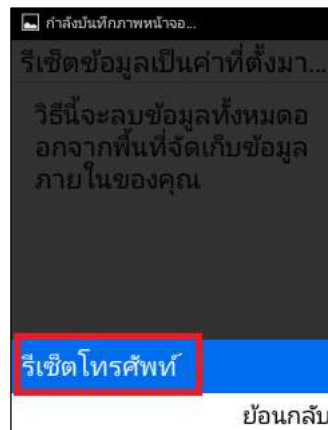 กำลังบันทึกภาพหน้าจอ...
รีเซ็ตข้อมูลเป็นค่าที่ตั้งมา...
วิธีนี้จะลบข้อมูลทั้งหมดอ
อกจากพื้นที่จัดเก็บข้อมูล
ภายในของคุณ
รีเซ็ตโทรศัพท์
ย้อนกลับ